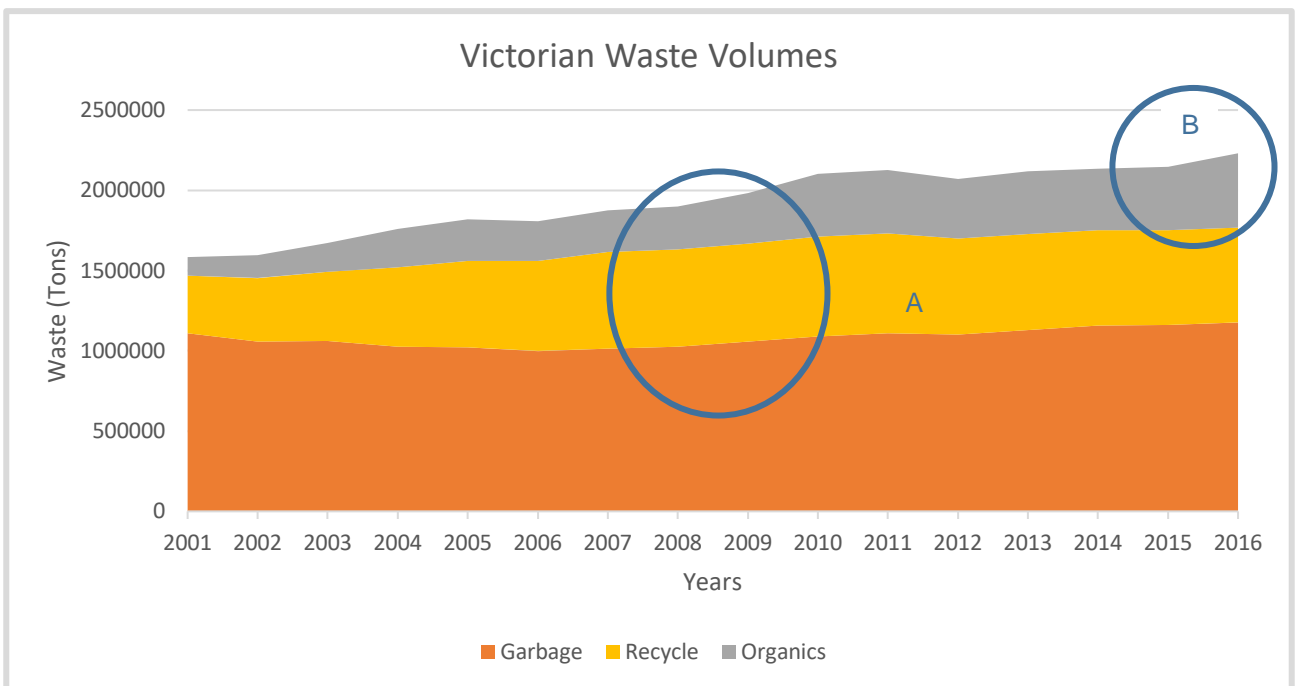 Victorian Waste Volumes
B
2500000
2000000
1500000
1000000
500000
0
A
Waste (Tons)
2001 2002 2003 2004 2005 2006 2007 2008 2009 2010 2011 2012 2013 2014 2015 2016
Years
Garbage Recycle Organics